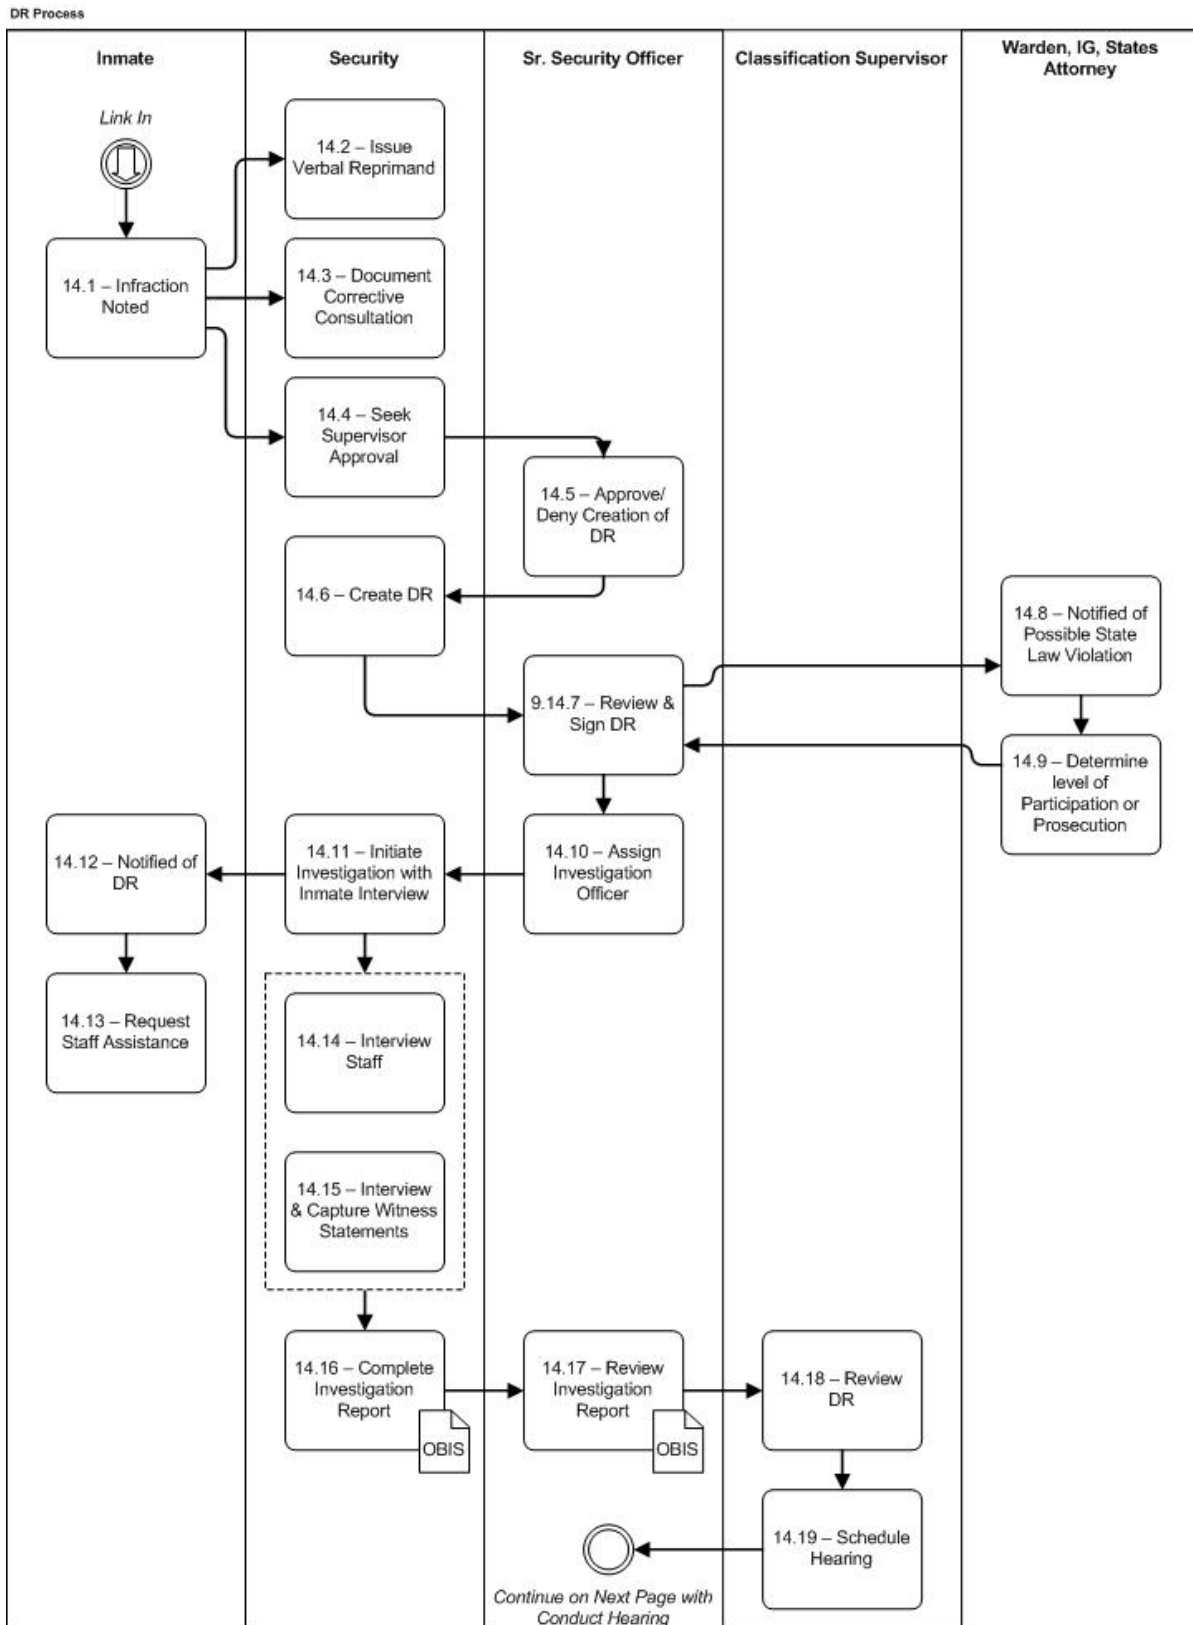 DR Process
Inmate
Security
Sr. Security Officer
Classification Supervisor
Warden, IG, States
Attorney
Link In
14.2 – Issue
Verbal Reprimand
14.1 – Infraction
Noted
14.3 – Document
Corrective
Consultation
14.4 – Seek
Supervisor
Approval
14.5 – Approve/
Deny Creation of
DR
14.6 – Create DR
14.8 – Notified of
Possible State
Law Violation
9.14.7 – Review &
Sign DR
14.9 – Determine
level of
Participation or
Prosecution
14.12 – Notified of
DR
14.11 – Initiate
Investigation with
Inmate Interview
14.10 – Assign
Investigation
Officer
14.13 – Request
Staff Assistance
14.14 – Interview
Staff
14.15 – Interview
& Capture Witness
Statements
14.16 – Complete
Investigation
Report
OBIS
14.17 – Review
Investigation
Report
OBIS
14.18 – Review
DR
14.19 – Schedule
Hearing
Continue on Next Page with
Conduct Hearing